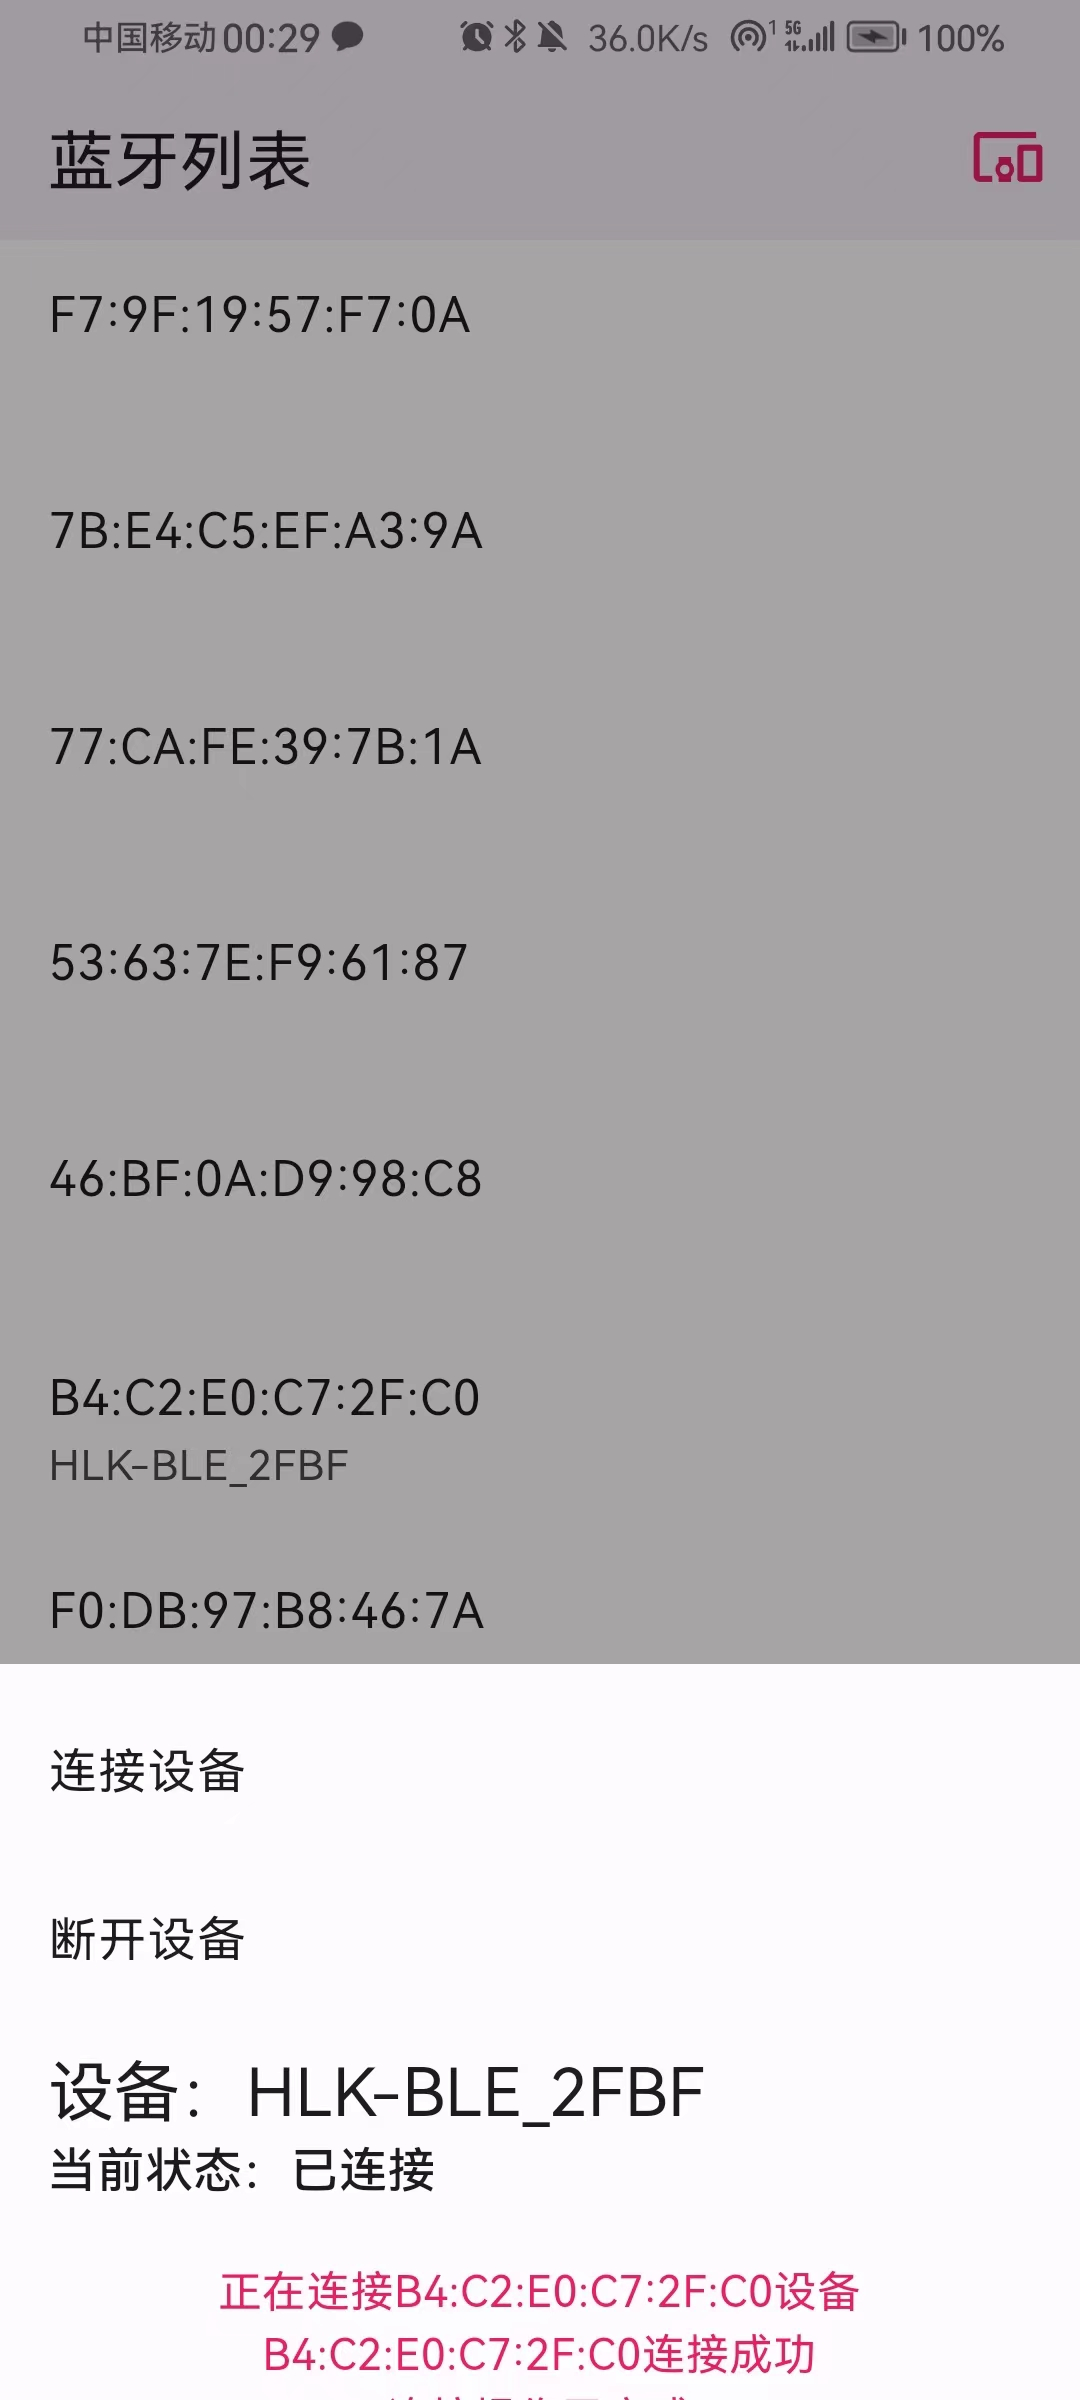 中国移动 00:29 36.0K/s 1 5G 100%
蓝牙列表
F7:9F:19:57:F7:0A
7B:E4:C5:EF:A3:9A
77:CA:FE:39:7B:1A
53:63:7E:F9:61:87
46:BF:0A:D9:98:C8
B4:C2:E0:C7:2F:C0
HLK-BLE_2FBF
F0:DB:97:B8:46:7A
连接设备
断开设备
设备：HLK-BLE_2FBF
当前状态：已连接
正在连接B4:C2:E0:C7:2F:C0设备
B4:C2:E0:C7:2F:C0连接成功